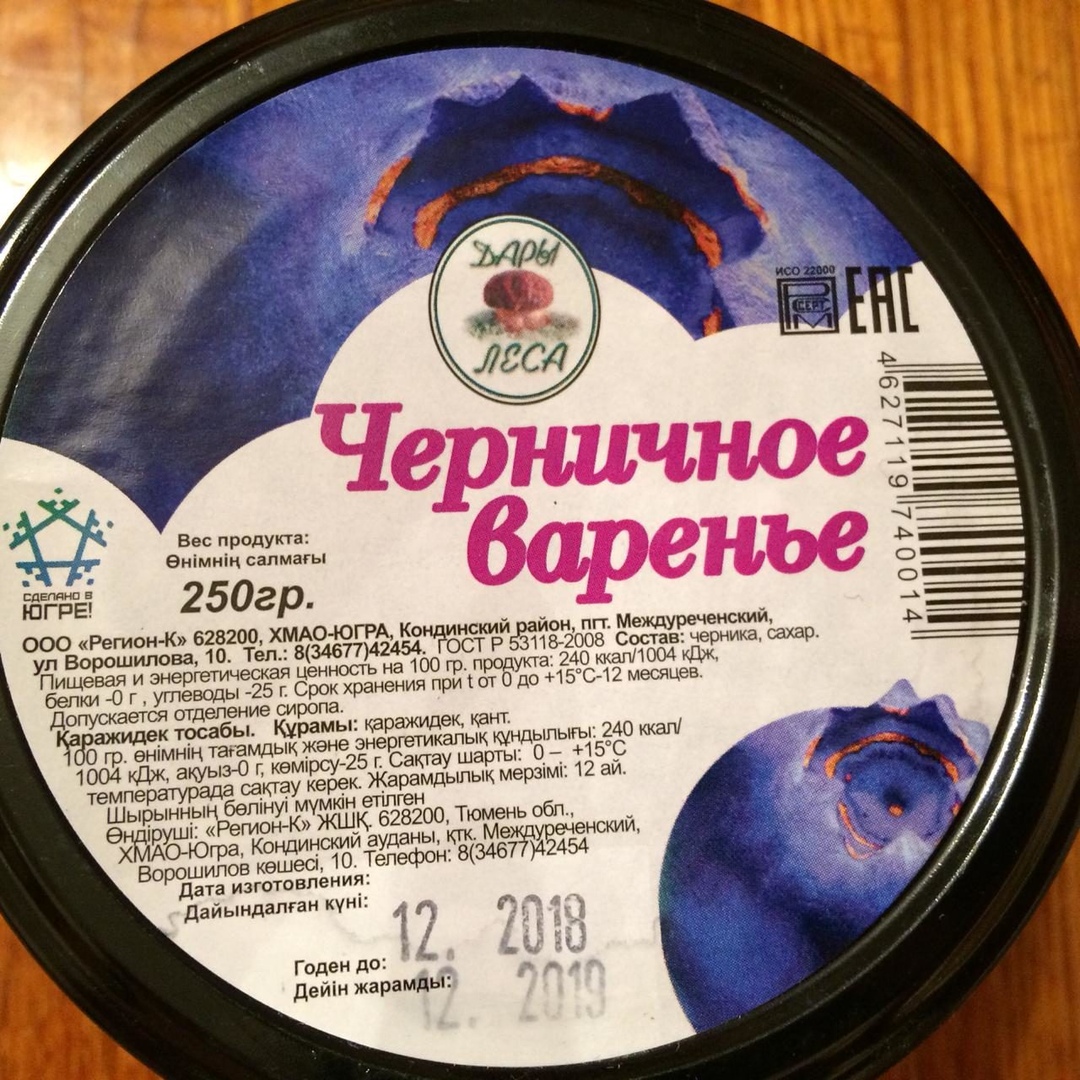 ДАРЫ
ЛЕСА
ИСО 22000
СЕРТ
ЕАС
4627119740014
Черничное
варенье
СДЕЛАНО В
ЮГРЕ!
Вес продукта:
Өнімнің салмағы
250гр.
ООО «Регион-К» 628200, ХМАО-ЮГРА, Кондинский район, пгт. Междуреченский,
ул Ворошилова, 10. Тел.: 8(34677)42454. ГОСТ Р 53118-2008 Состав: черника, сахар.
Пищевая и энергетическая ценность на 100 гр. продукта: 240 ккал/1004 кДж,
белки -0 г , углеводы -25 г. Срок хранения при t от 0 до +15°С-12 месяцев.
Допускается отделение сиропа.
Қаражидек тосабы. Құрамы: қаражидек, қант.
100 гр. өнімнің тағамдық және энергетикалық құндылығы: 240 ккал/
1004 кДж, ақуыз-0 г, көмірсу-25 г. Сақтау шарты: 0 – +15°С
температурада сақтау керек. Жарамдылық мерзімі: 12 ай.
Шырынның бөлінуі мүмкін етілген
Өндіруші: «Регион-К» ЖШҚ. 628200, Тюмень обл.,
ХМАО-Югра, Кондинский ауданы, қтк. Междуреченский,
Ворошилов көшесі, 10. Телефон: 8(34677)42454
Дата изготовления:
Дайындалған күні:
12. 2018
Годен до:
Дейін жарамды:
12. 2019